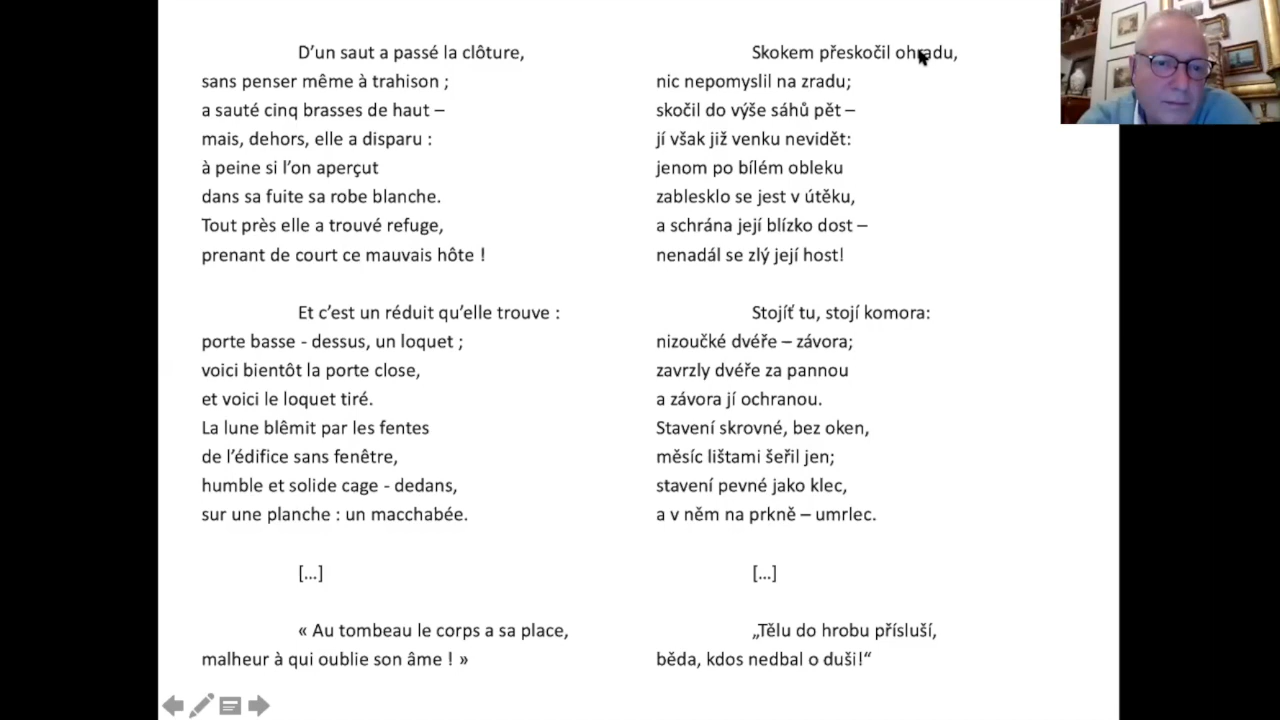 D’un saut a passé la clôture,
sans penser même à trahison ;
a sauté cinq brasses de haut –
mais, dehors, elle a disparu :
à peine si l’on aperçut
dans sa fuite sa robe blanche.
Tout près elle a trouvé refuge,
prenant de court ce mauvais hôte !
Et c’est un réduit qu’elle trouve :
porte basse - dessus, un loquet ;
voici bientôt la porte close,
et voici le loquet tiré.
La lune blêmit par les fentes
de l’édifice sans fenêtre,
humble et solide cage - dedans,
sur une planche : un macchabée.
[…]
« Au tombeau le corps a sa place,
malheur à qui oublie son âme ! »
Skokem přeskočil ohradu,
nic nepomyslil na zradu;
skočil do výše sáhů pět –
jí však již venku nevidět:
jenom po bílém obleku
zablesklo se jest v útěku,
a schrána její blízko dost –
nenadál se zlý její host!
Stojíť tu, stojí komora:
nizoučké dvéře – závora;
zavrzly dvéře za pannou
a závora jí ochranou.
Stavení skrovné, bez oken,
měsíc lištami šeřil jen;
stavení pevné jako klec,
a v něm na prkně – umrlec.
[…]
„Tělu do hrobu přísluší,
běda, kdos nedbal o duši!“